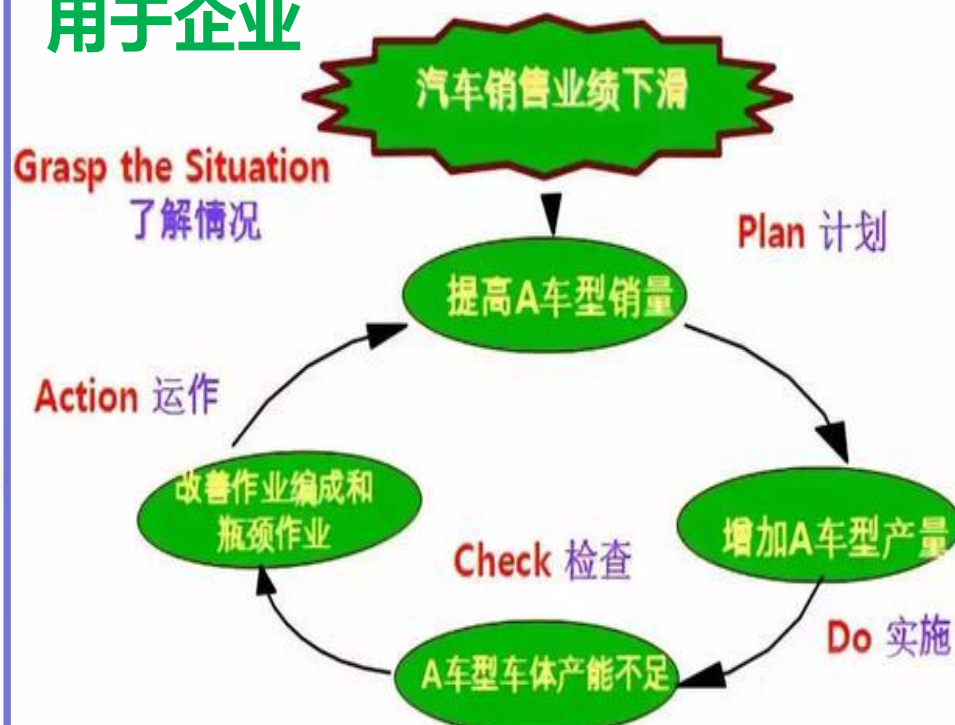 用于企业
汽车销售业绩下滑
Grasp the Situation
了解情况
Plan 计划
提高A车型销量
Action 运作
改善作业编成和
瓶颈作业
增加A车型产量
Check 检查
Do 实施
A车型车体产能不足